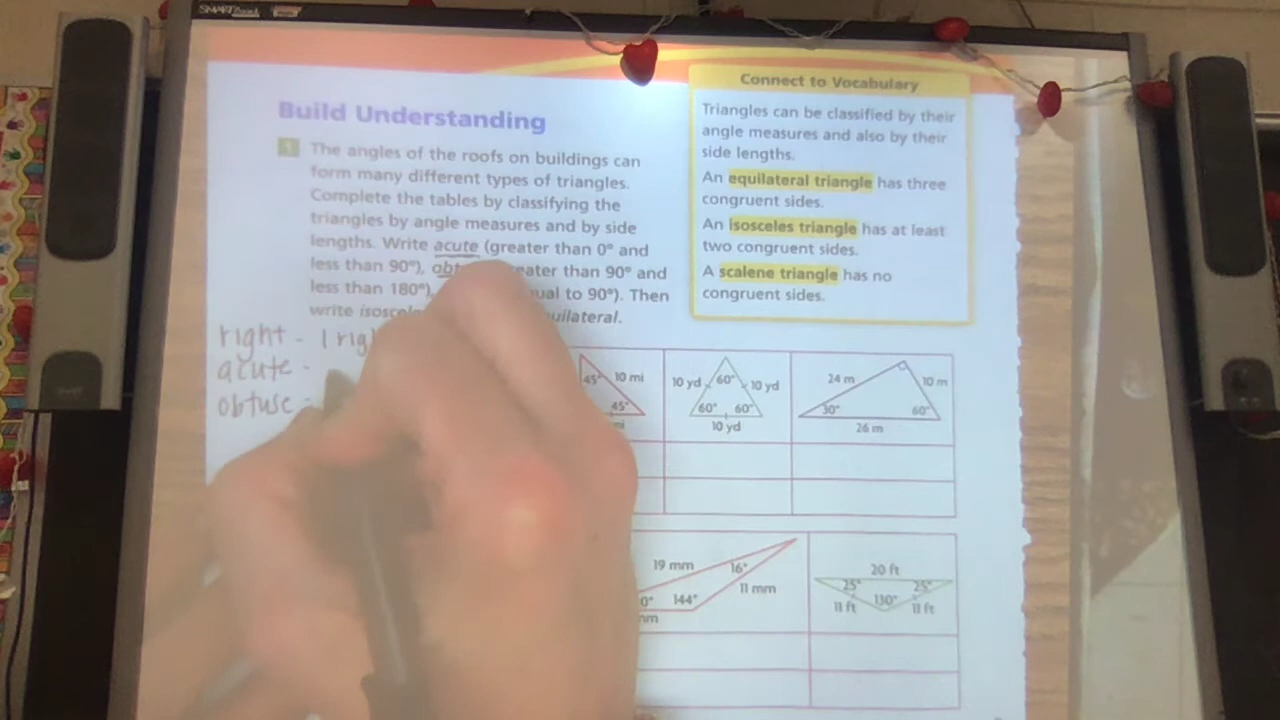 SMART Board
Connect to Vocabulary
Triangles can be classified by their
angle measures and also by their
side lengths.
An equilateral triangle has three
congruent sides.
An isosceles triangle has at least
two congruent sides.
A scalene triangle has no
congruent sides.
Build Understanding
1 The angles of the roofs on buildings can
form many different types of triangles.
Complete the tables by classifying the
triangles by angle measures and by side
lengths. Write acute (greater than 0° and
less than 90°), than 90° and
less than 180°), to 90°). Then
write
right - 1
acute -
obtuse -
45° 10 mi
45°
10 yd 60° 10 yd
60° 60°
10 yd
24 m 10 m
30° 60°
26 m
19 mm 16°
11 mm
144°
20 ft
25° 25°
130°
11 ft 11 ft